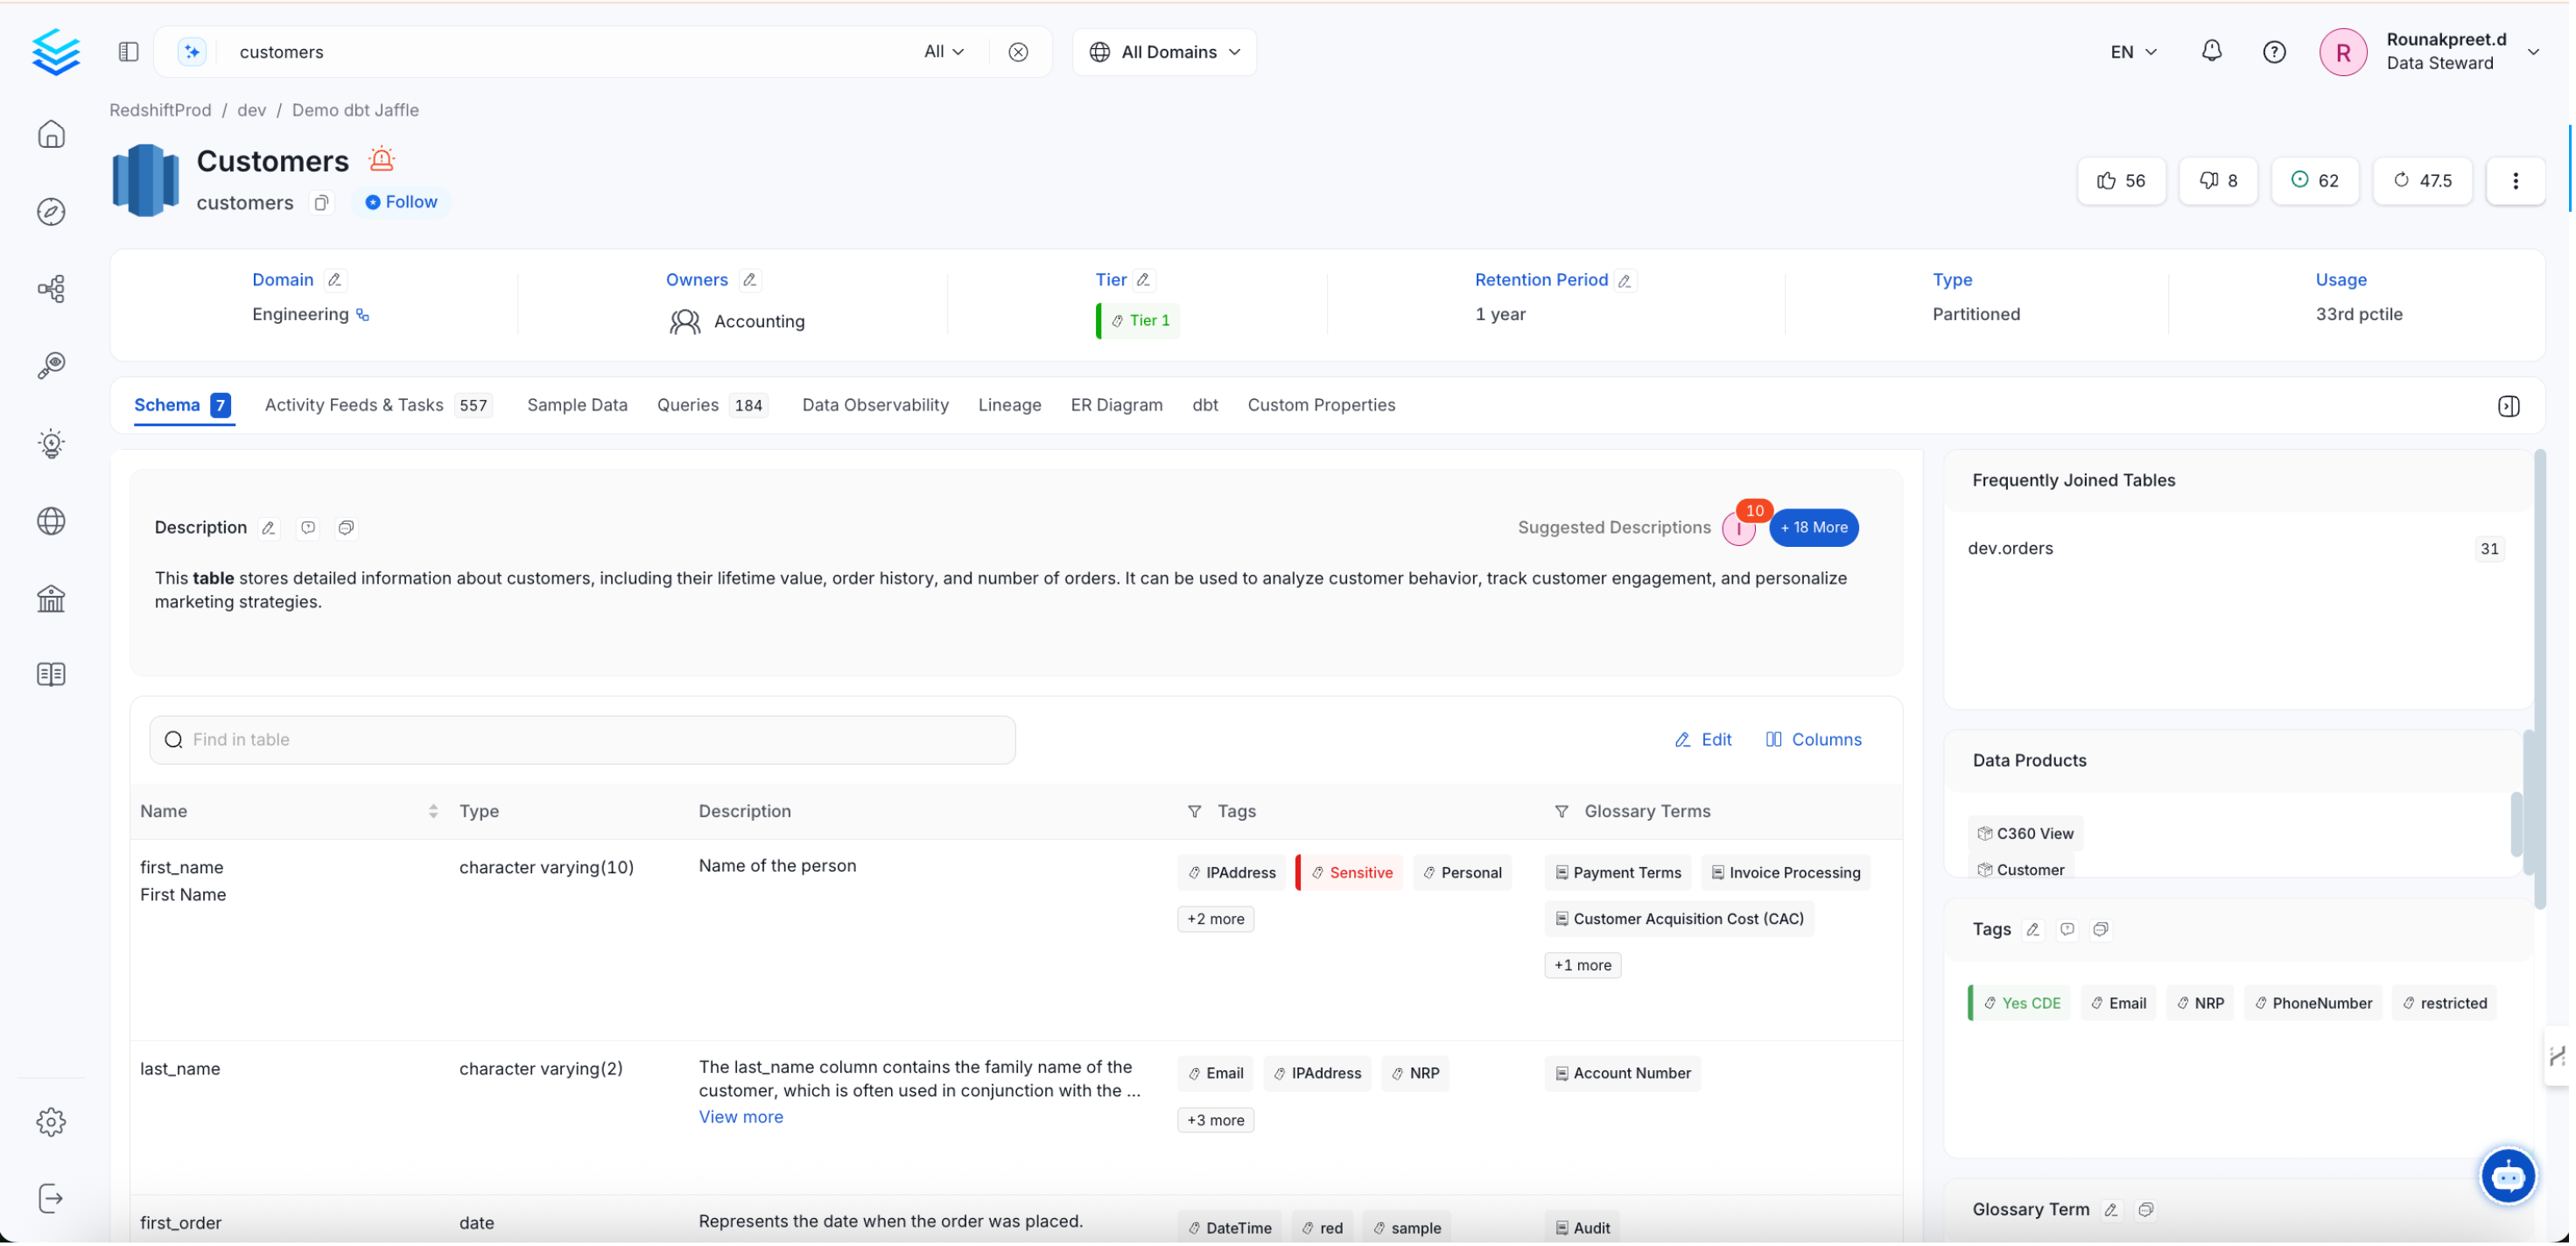 customers All All Domains EN Rounakpreet.d
Data Steward
R
RedshiftProd / dev / Demo dbt Jaffle
Customers
customers Follow
56 8 62 47.5
Domain Owners Tier Retention Period Type Usage
Engineering Accounting Tier 1 1 year Partitioned 33rd pctile
Schema 7 Activity Feeds & Tasks 557 Sample Data Queries 184 Data Observability Lineage ER Diagram dbt Custom Properties
Description Suggested Descriptions I 10 + 18 More
This table stores detailed information about customers, including their lifetime value, order history, and number of orders. It can be used to analyze customer behavior, track customer engagement, and personalize
marketing strategies.
Find in table Edit Columns
Name Type Description Tags Glossary Terms
first_name character varying(10) Name of the person IPAddress Sensitive Personal Payment Terms Invoice Processing
First Name
+2 more Customer Acquisition Cost (CAC)
+1 more
last_name character varying(2) The last_name column contains the family name of the Email IPAddress NRP Account Number
customer, which is often used in conjunction with the ...
View more +3 more
first_order date Represents the date when the order was placed. DateTime red sample Audit
Frequently Joined Tables
dev.orders 31
Data Products
C360 View
Customer
Tags
Yes CDE Email NRP PhoneNumber restricted
Glossary Term